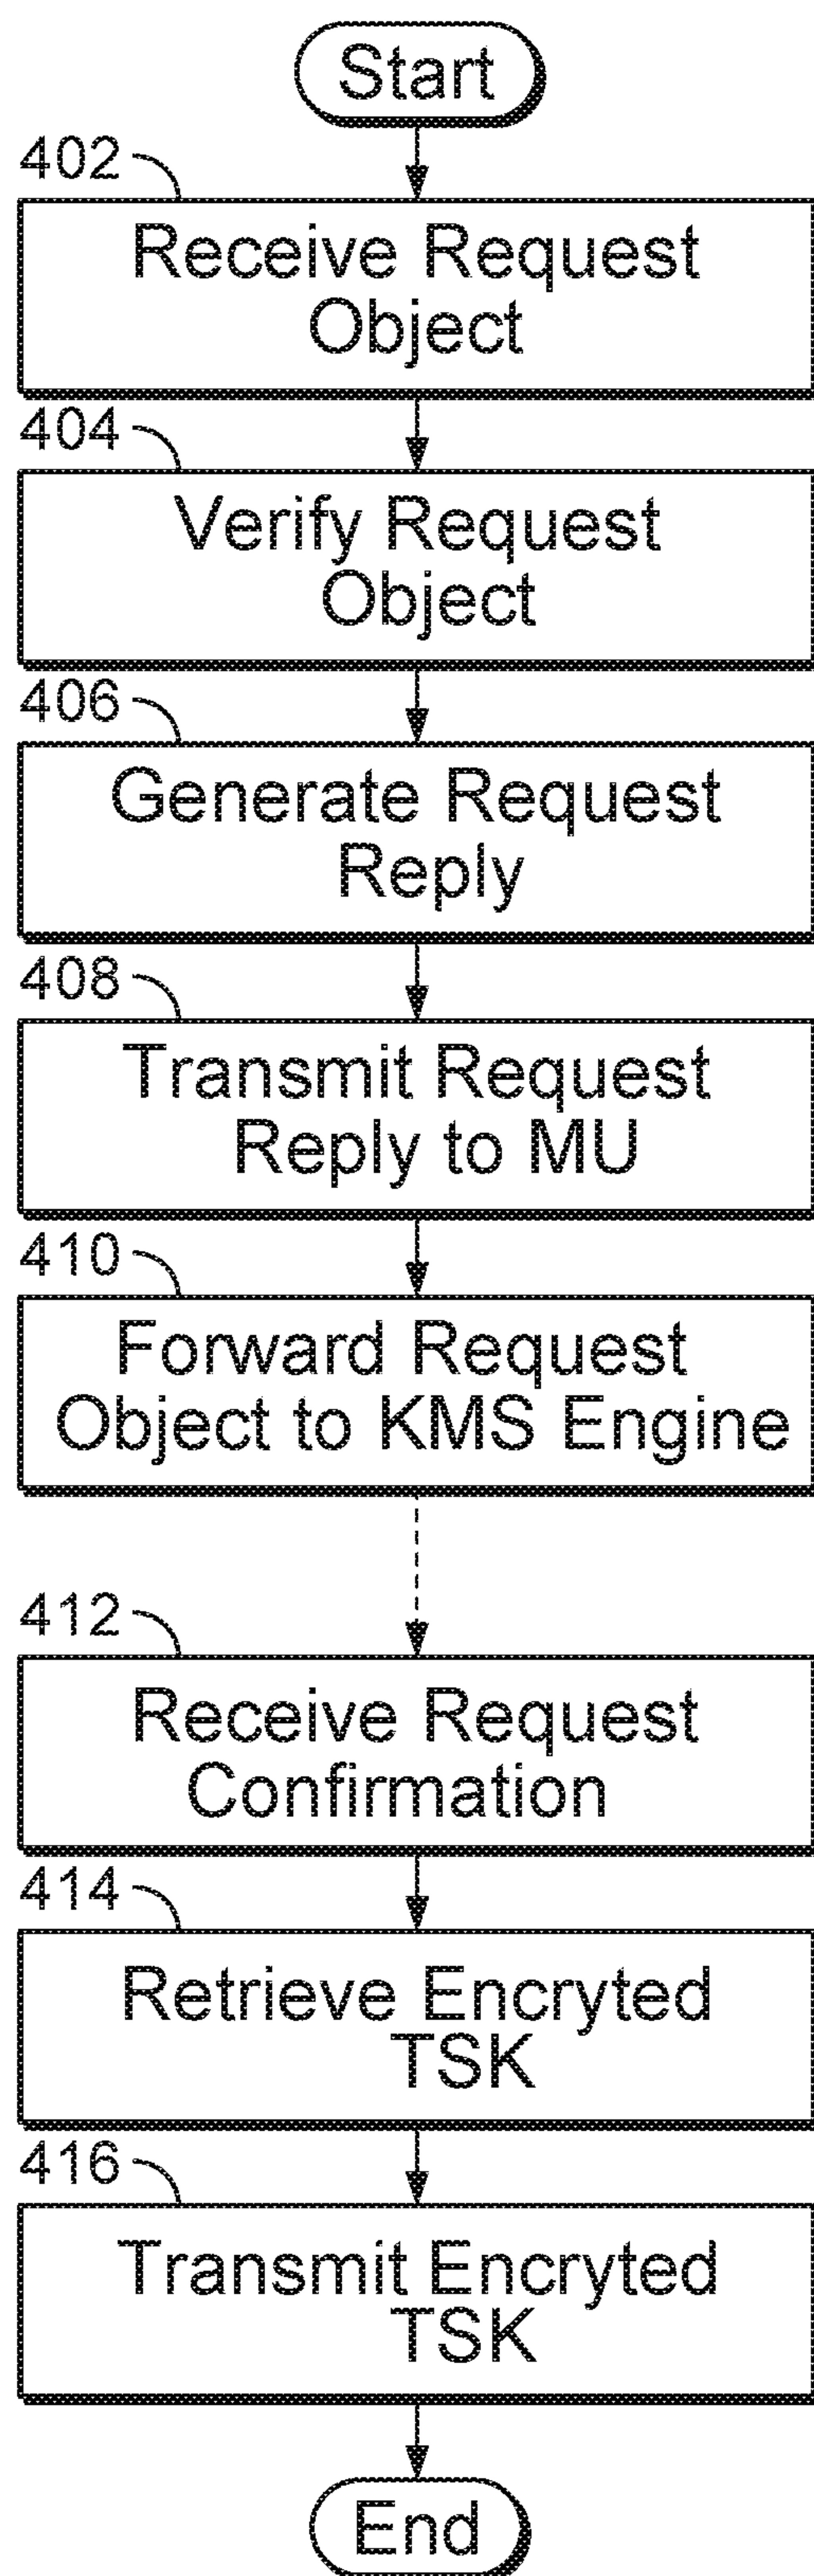 Start
402
Receive Request
Object
404
Verify Request
Object
406
Generate Request
Reply
408
Transmit Request
Reply to MU
410
Forward Request
Object to KMS Engine
412
Receive Request
Confirmation
414
Retrieve Encryted
TSK
416
Transmit Encryted
TSK
End